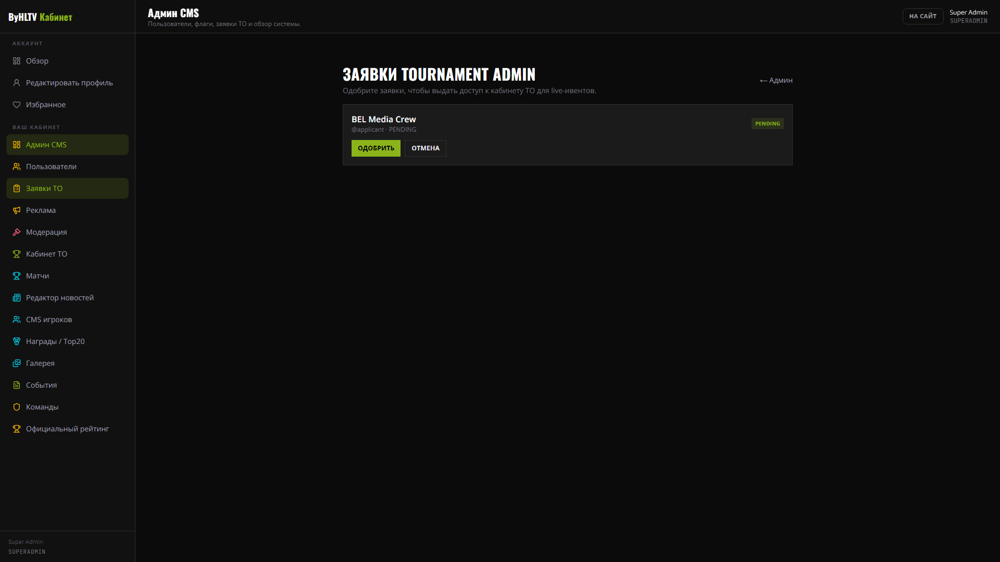 ByHLTV Кабинет
АККАУНТ
Обзор
Редактировать профиль
Избранное
ВАШ КАБИНЕТ
Админ CMS
Пользователи
Заявки ТО
Реклама
Модерация
Кабинет ТО
Матчи
Редактор новостей
CMS игроков
Награды / Top20
Галерея
События
Команды
Официальный рейтинг
Super Admin
SUPERADMIN
Админ CMS
Пользователи, флаги, заявки ТО и обзор системы.
НА САЙТ
Super Admin
SUPERADMIN
ЗАЯВКИ TOURNAMENT ADMIN
Одобрите заявки, чтобы выдать доступ к кабинету ТО для live-ивентов.
← Админ
BEL Media Crew
@applicant · PENDING
PENDING
ОДОБРИТЬ
ОТМЕНА